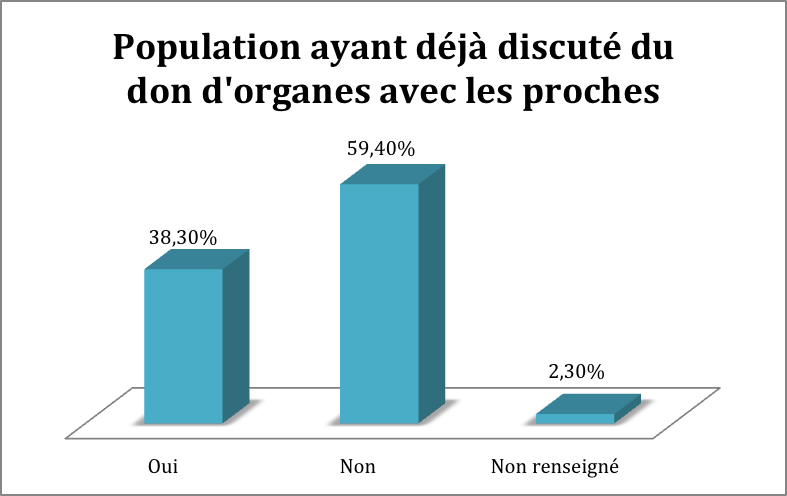 Population ayant déjà discuté du
don d'organes avec les proches
59,40%
38,30%
2,30%
Oui
Non
Non renseigné